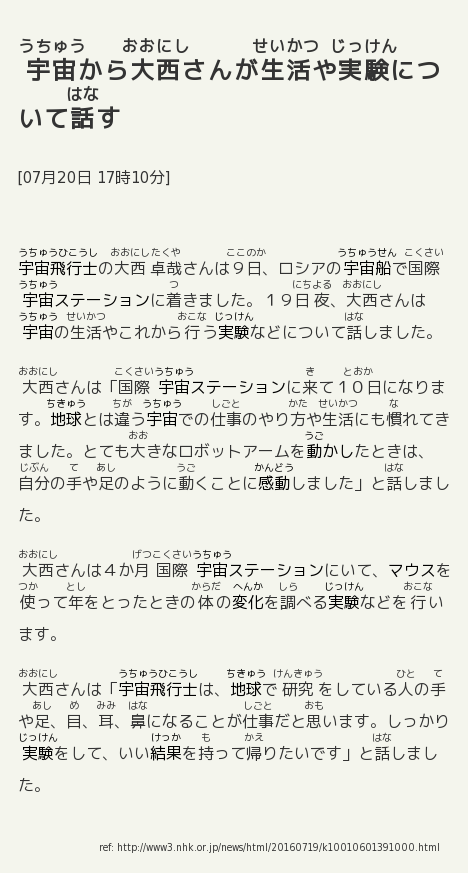 うちゅう おおにし せいかつ じっけん
宇宙から大西さんが生活や実験につ
はな
いて話す
[07月20日 17時10分]
うちゅうひこうし おおにしたくや ここのか うちゅうせん こくさい
宇宙飛行士の大西 卓哉さんは９日、ロシアの宇宙船で国際
うちゅう つ にちよる おおにし
宇宙ステーションに着きました。１９日夜、大西さんは
うちゅう せいかつ おこな じっけん はな
宇宙の生活やこれから行う実験などについて話しました。
おおにし こくさいうちゅう き とおか
大西さんは「国際 宇宙ステーションに来て１０日になりま
ちきゅう ちが うちゅう しごと かた せいかつ な
す。地球とは違う宇宙での仕事のやり方や生活にも慣れてき
おお うご
ました。とても大きなロボットアームを動かしたときは、
じぶん て あし うご かんどう はな
自分の手や足のように動くことに感動しました」と話しまし
た。
おおにし げつこくさいうちゅう
大西さんは４か月 国際 宇宙ステーションにいて、マウスを
つか とし からだ へんか しら じっけん おこな
使って年をとったときの体の変化を調べる実験などを行い
ます。
おおにし うちゅうひこうし ちきゅう けんきゅう ひと て
大西さんは「宇宙飛行士は、地球で研究をしている人の手
あし め みみ はな しごと おも
や足、目、耳、鼻になることが仕事だと思います。しっかり
じっけん けっか も かえ はな
実験をして、いい結果を持って帰りたいです」と話しまし
た。
ref: http://www3.nhk.or.jp/news/html/20160719/k10010601391000.html